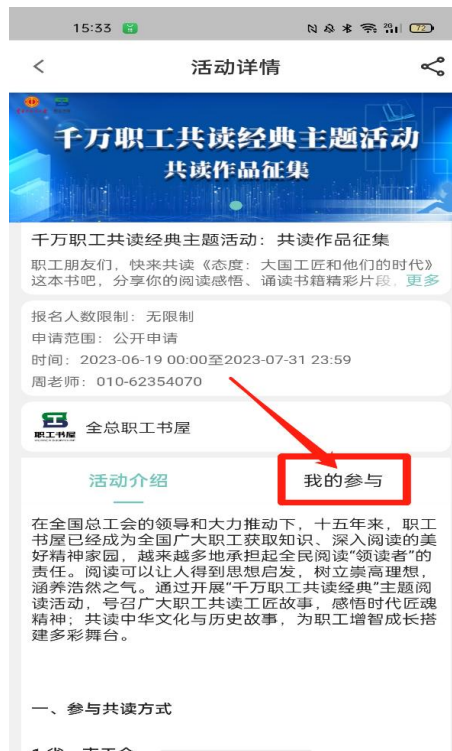 15:33
72
活动详情
千万职工共读经典主题活动
共读作品征集
千万职工共读经典主题活动：共读作品征集
职工朋友们，快来共读《态度：大国工匠和他们的时代》
这本书吧，分享你的阅读感悟、诵读书籍精彩片段，更多
报名人数限制：无限制
申请范围：公开申请
时间：2023-06-19 00:00至2023-07-31 23:59
周老师：010-62354070
职工书屋
全总职工书屋
活动介绍
我的参与
在全国总工会的领导和大力推动下，十五年来，职工
书屋已经成为全国广大职工获取知识、深入阅读的美
好精神家园，越来越多地承担起全民阅读“领读者”的
责任。阅读可以让人得到思想启发，树立崇高理想，
涵养浩然之气。通过开展“千万职工共读经典”主题阅
读活动，号召广大职工共读工匠故事，感悟时代匠魂
精神；共读中华文化与历史故事，为职工增智成长搭
建多彩舞台。
一、参与共读方式